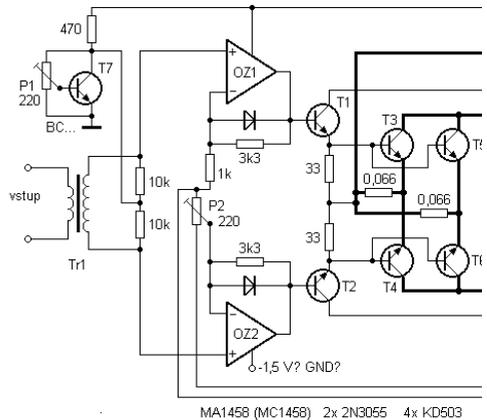 470
T7
P1
220
BC...
OZ1
T1
T3
T5
3k3
1k
33
0,066
0,066
vstup
10k
10k
P2
220
Tr1
3k3
33
T2
T4
T6
OZ2
-1,5 V? GND?
MA1458 (MC1458) 2x 2N3055 4x KD503